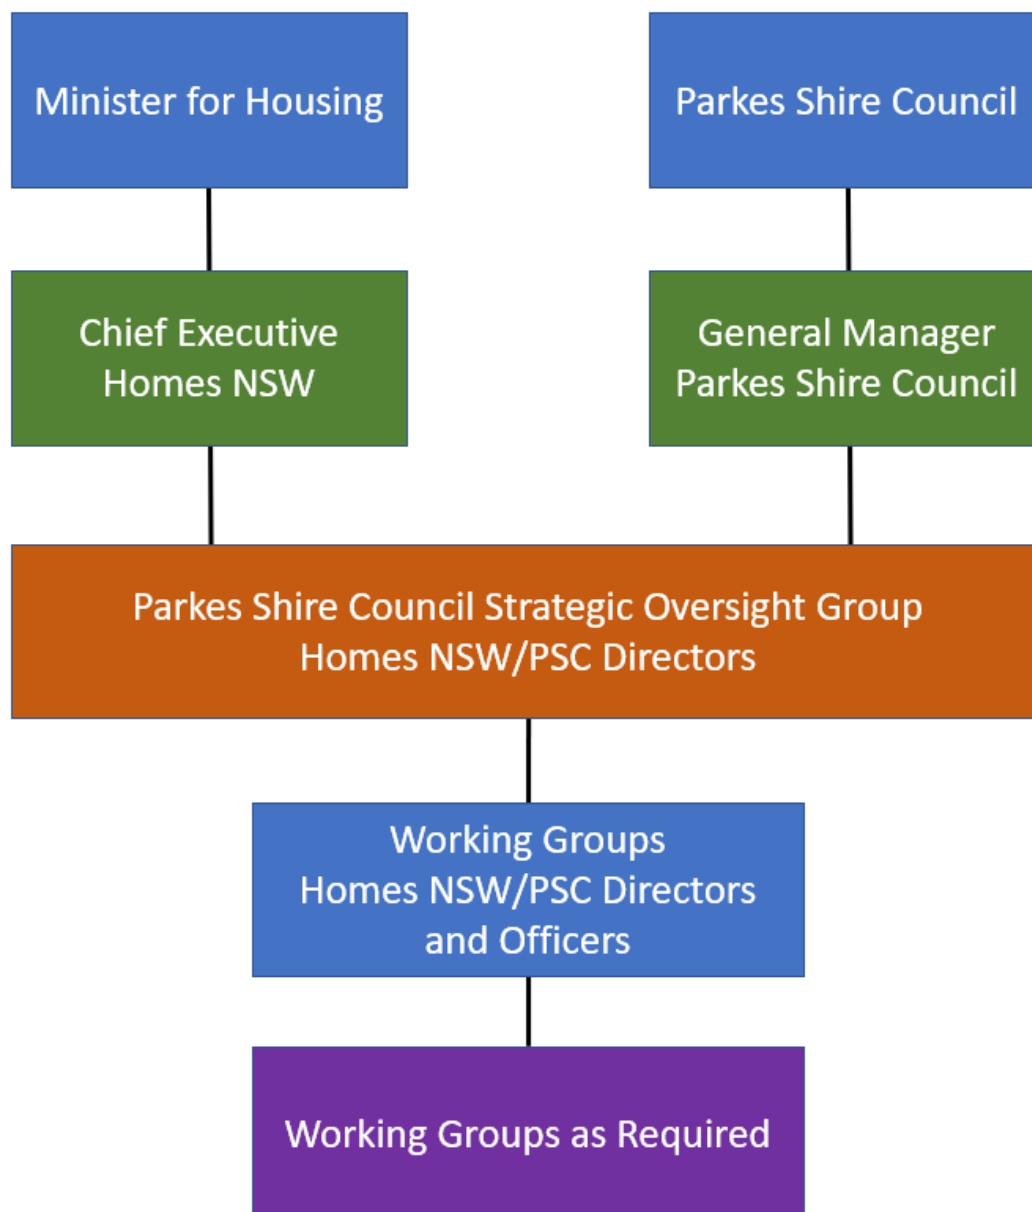 Minister for Housing
Parkes Shire Council
Chief Executive
Homes NSW
General Manager
Parkes Shire Council
Parkes Shire Council Strategic Oversight Group
Homes NSW/PSC Directors
Working Groups
Homes NSW/PSC Directors
and Officers
Working Groups as Required